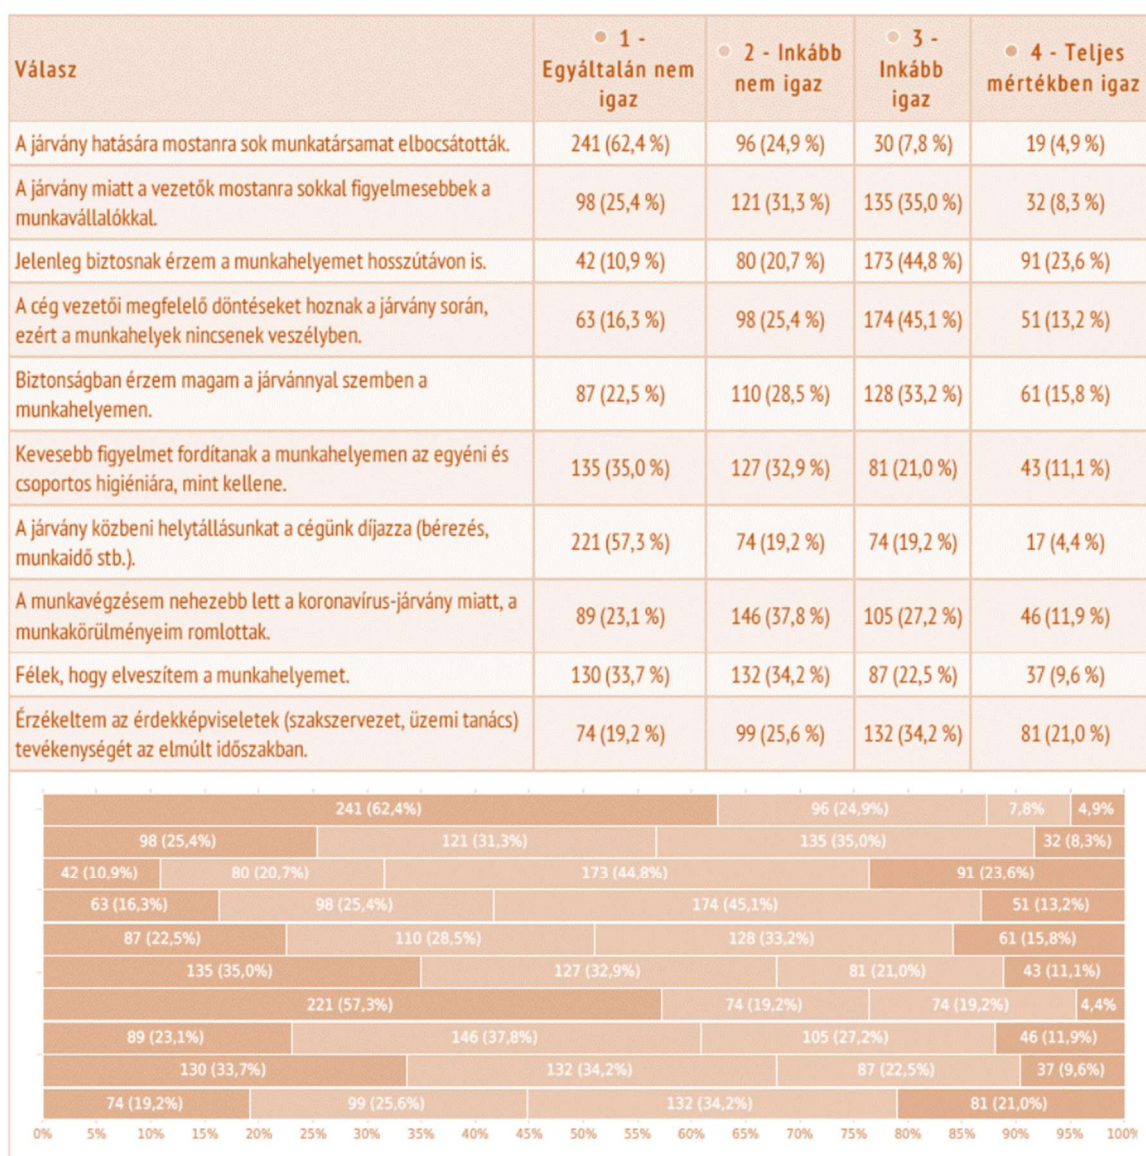 Válasz
1 -
Egyáltalán nem
igaz
2 - Inkább
nem igaz
3 -
Inkább
igaz
4 - Teljes
mértékben igaz
A járvány hatására mostanra sok munkatársamat elbocsátották.
241 (62,4 %)
96 (24,9 %)
30 (7,8 %)
19 (4,9 %)
A járvány miatt a vezetők mostanra sokkal figyelmesebbek a
munkavállalókkal.
98 (25,4 %)
121 (31,3 %)
135 (35,0 %)
32 (8,3 %)
Jelenleg biztosnak érzem a munkahelyemet hosszútávon is.
42 (10,9 %)
80 (20,7 %)
173 (44,8 %)
91 (23,6 %)
A cég vezetői megfelelő döntéseket hoznak a járvány során,
ezért a munkahelyek nincsenek veszélyben.
63 (16,3 %)
98 (25,4 %)
174 (45,1 %)
51 (13,2 %)
Biztonságban érzem magam a járvánnyal szemben a
munkahelyemen.
87 (22,5 %)
110 (28,5 %)
128 (33,2 %)
61 (15,8 %)
Kevesebb figyelmet fordítanak a munkahelyemen az egyéni és
csoportos higiéniára, mint kellene.
135 (35,0 %)
127 (32,9 %)
81 (21,0 %)
43 (11,1 %)
A járvány közbeni helytállásunkat a cégünk díjazza (bérezés,
munkaidő stb.).
221 (57,3 %)
74 (19,2 %)
74 (19,2 %)
17 (4,4 %)
A munkavégzésem nehezebb lett a koronavírus-járvány miatt, a
munkakörülményeim romlottak.
89 (23,1 %)
146 (37,8 %)
105 (27,2 %)
46 (11,9 %)
Félek, hogy elveszítem a munkahelyemet.
130 (33,7 %)
132 (34,2 %)
87 (22,5 %)
37 (9,6 %)
Érzékeltem az érdekképviseletek (szakszervezet, üzemi tanács)
tevékenységét az elmúlt időszakban.
74 (19,2 %)
99 (25,6 %)
132 (34,2 %)
81 (21,0 %)
241 (62,4%) 96 (24,9%) 7,8% 4,9%
98 (25,4%) 121 (31,3%) 135 (35,0%) 32 (8,3%)
42 (10,9%) 80 (20,7%) 173 (44,8%) 91 (23,6%)
63 (16,3%) 98 (25,4%) 174 (45,1%) 51 (13,2%)
87 (22,5%) 110 (28,5%) 128 (33,2%) 61 (15,8%)
135 (35,0%) 127 (32,9%) 81 (21,0%) 43 (11,1%)
221 (57,3%) 74 (19,2%) 74 (19,2%) 4,4%
89 (23,1%) 146 (37,8%) 105 (27,2%) 46 (11,9%)
130 (33,7%) 132 (34,2%) 87 (22,5%) 37 (9,6%)
74 (19,2%) 99 (25,6%) 132 (34,2%) 81 (21,0%)
0% 5% 10% 15% 20% 25% 30% 35% 40% 45% 50% 55% 60% 65% 70% 75% 80% 85% 90% 95% 100%